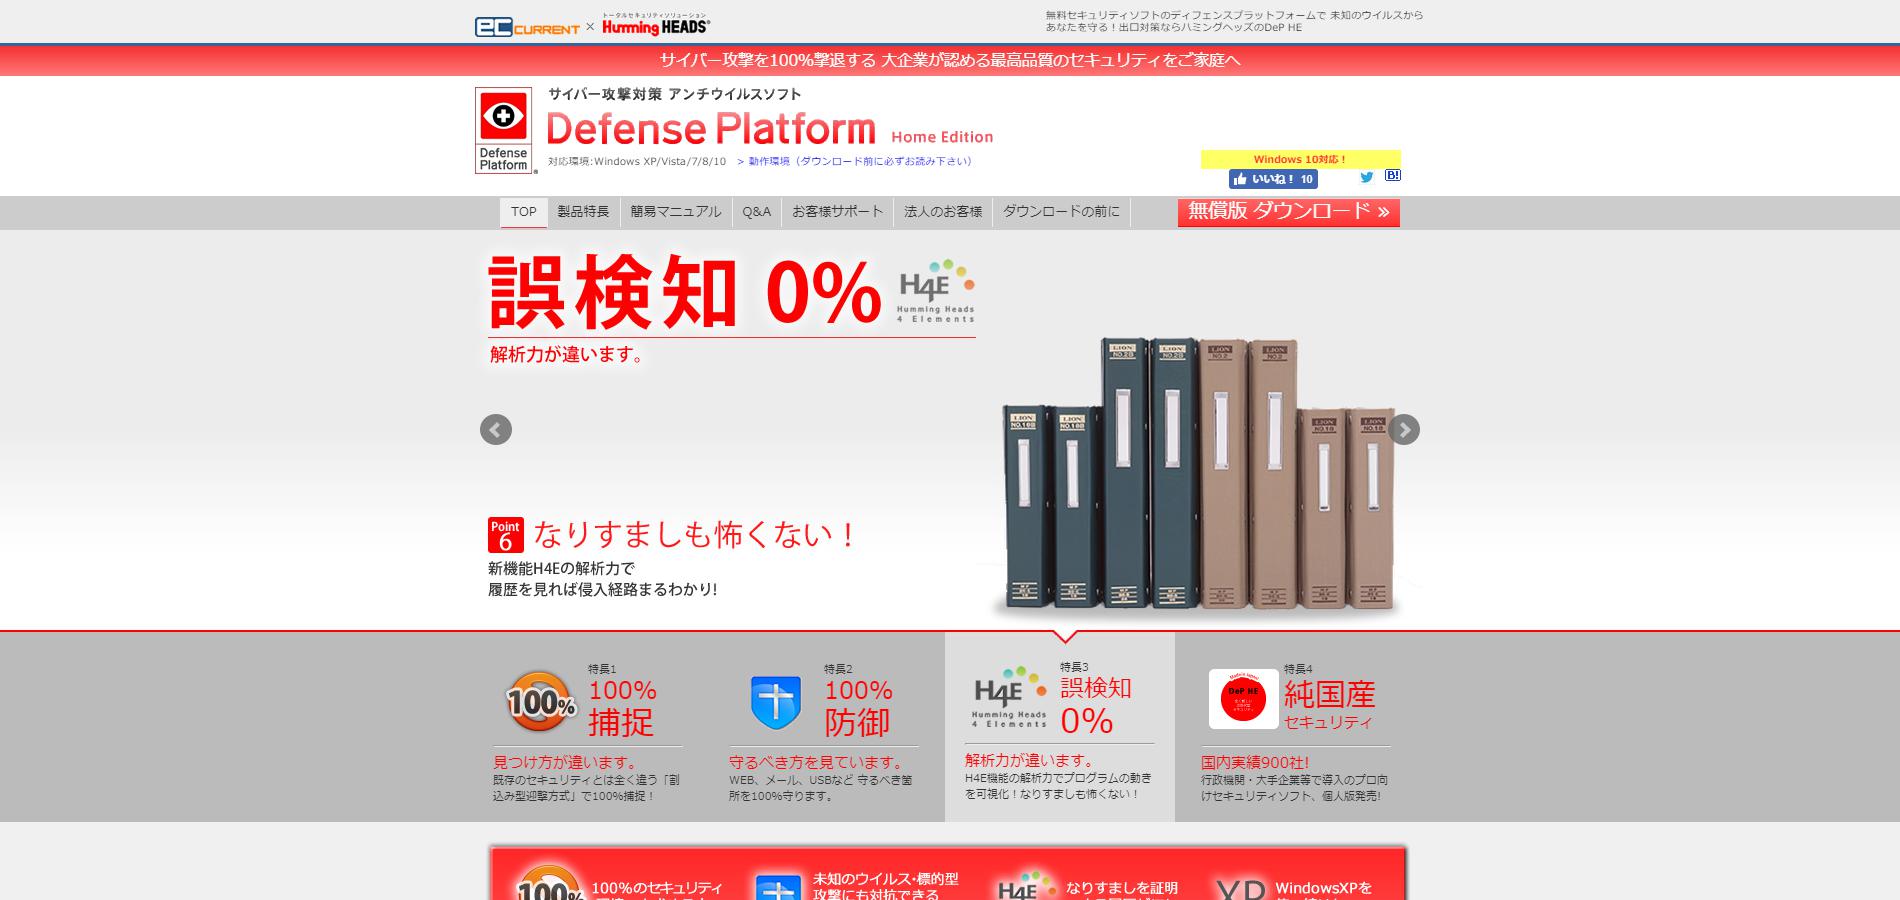 EC CURRENT × トータルセキュリティソリューション
Humming HEADS®
無料セキュリティソフトのディフェンスプラットフォームで 未知のウイルスから
あなたを守る！出口対策ならハミングヘッズのDeP HE
サイバー攻撃を100%撃退する 大企業が認める最高品質のセキュリティをご家庭へ
サイバー攻撃対策 アンチウイルスソフト
Defense Platform Home Edition
Defense
Platform
対応環境:Windows XP/Vista/7/8/10 > 動作環境（ダウンロード前に必ずお読み下さい）
Windows 10対応！
いいね！ 10
B!
TOP 製品特長 簡易マニュアル Q&A お客様サポート 法人のお客様 ダウンロードの前に
無償版 ダウンロード »
誤検知 0%
H4E
Humming Heads
4 Elements
解析力が違います。
LION NO.2B
LION NO.2B
LION NO.2
LION NO.2
LION NO.18B
LION NO.18B
LION NO.18
LION NO.18
Point 6
なりすましも怖くない！
新機能H4Eの解析力で
履歴を見れば侵入経路まるわかり!
100%
特長1
100%
捕捉
見つけ方が違います。
既存のセキュリティとは全く違う「割
込み型迎撃方式」で100%捕捉！
特長2
100%
防御
守るべき方を見ています。
WEB、メール、USBなど 守るべき箇
所を100%守ります。
H4E
Humming Heads
4 Elements
特長3
誤検知
0%
解析力が違います。
H4E機能の解析力でプログラムの動き
を可視化！なりすましも怖くない！
DeP HE
特長4
純国産
セキュリティ
国内実績900社!
行政機関・大手企業等で導入のプロ向
けセキュリティソフト、個人版発売!
100%
100%のセキュリティ
未知のウイルス・標的型
攻撃にも対抗できる
H4E
なりすましを証明
XP
WindowsXPを